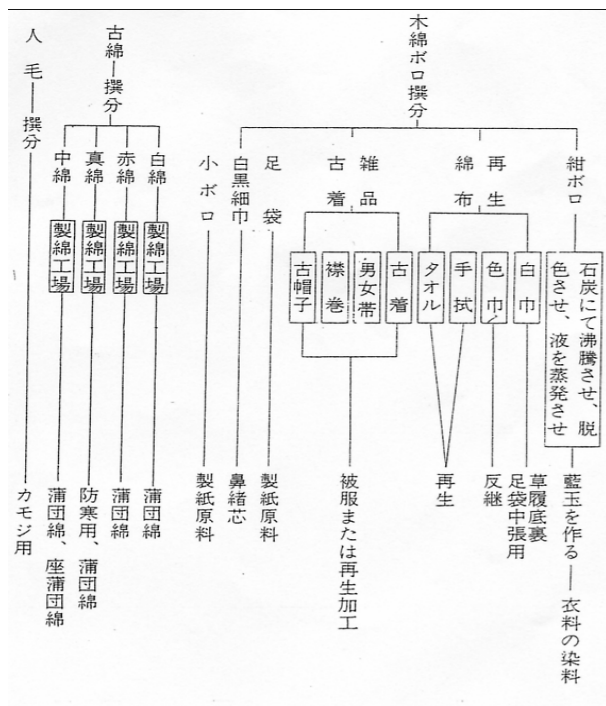 木綿ボロ撰分
紺ボロ
石炭にて沸騰させ、脱
色させ、液を蒸発させ
藍玉を作る
衣料の染料
再生
綿布
白巾
草履底裏
足袋中張用
色巾
反継
手拭
タオル
再生
雑品
古着
古着
男女帯
襟巻
古帽子
被服または再生加工
足袋
製紙原料
白黒細巾
鼻緒芯
小ボロ
製紙原料
古綿
撰分
白綿
製綿工場
蒲団綿
赤綿
製綿工場
蒲団綿
真綿
製綿工場
防寒用、蒲団綿
中綿
製綿工場
蒲団綿、座蒲団綿
人毛
撰分
カモジ用